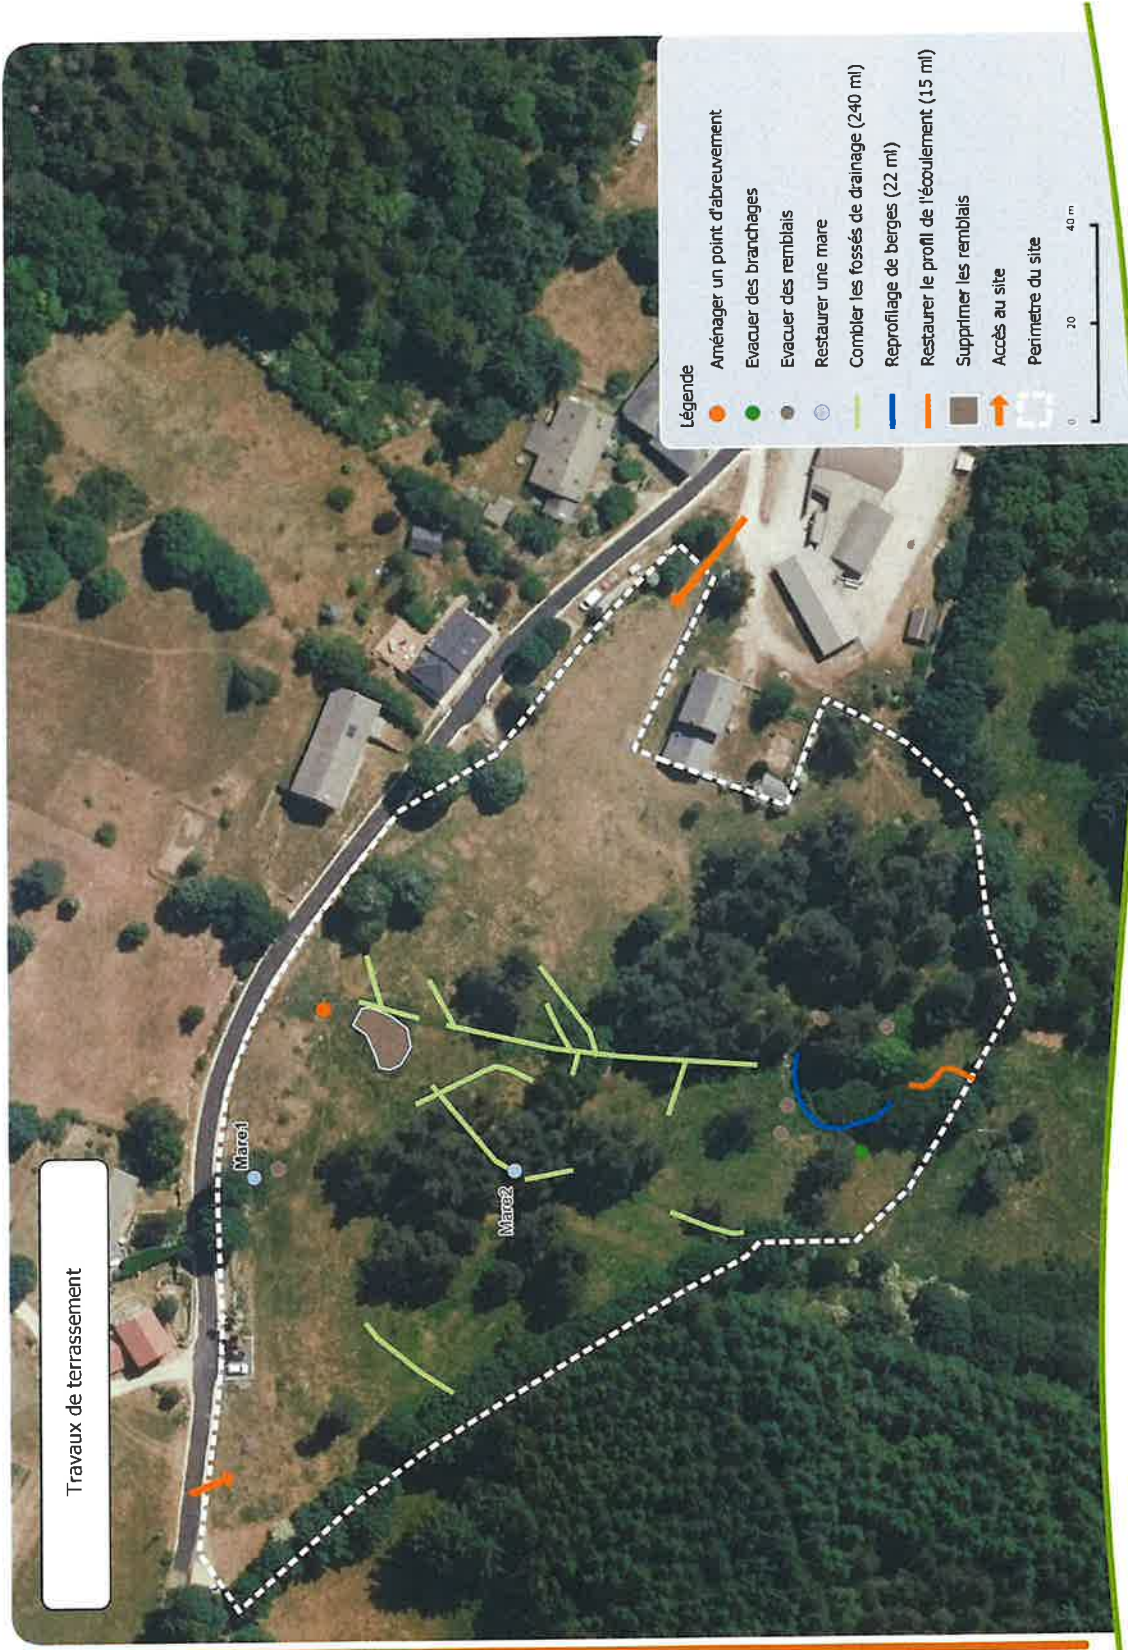 Travaux de terrassement
Mare1
Mare2
Légende
Aménager un point d'abreuvement
Evacuer des branchages
Evacuer des remblais
Restaurer une mare
Combler les fossés de drainage (240 ml)
Reprofilage de berges (22 ml)
Restaurer le profil de l'écoulement (15 ml)
Supprimer les remblais
Accès au site
Perimetre du site
0 20 40 m